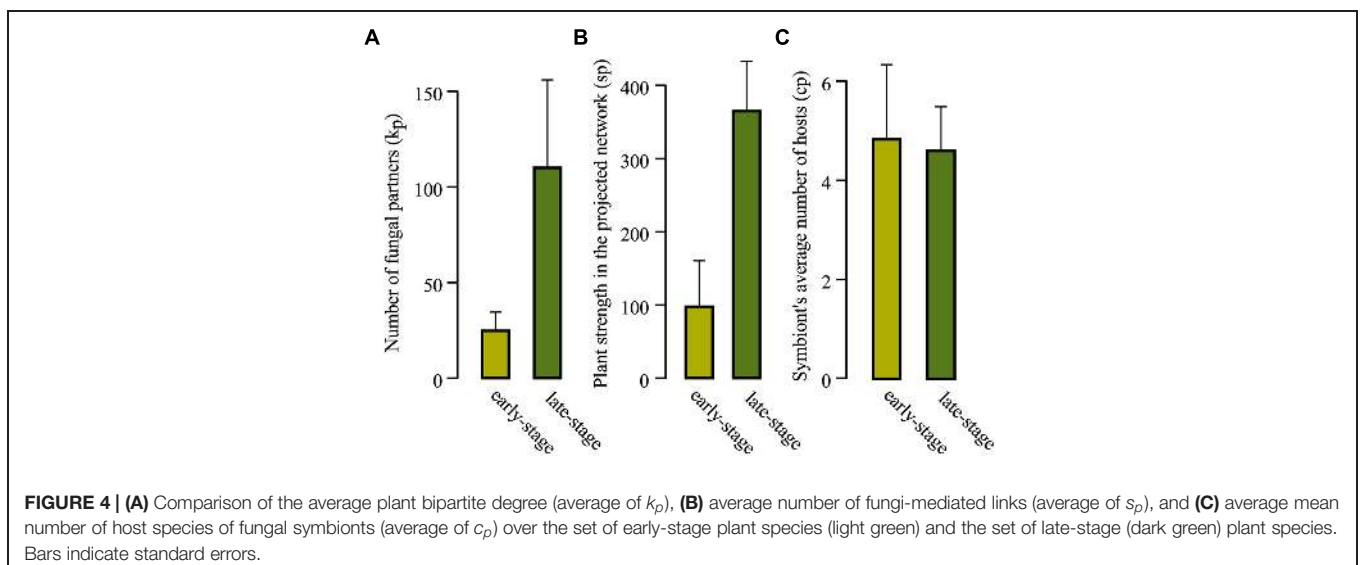 A
B
C
Number of fungal partners (kp)
150
100
50
0
early-stage
late-stage
Plant strength in the projected network (sp)
400
300
200
100
0
early-stage
late-stage
Symbiont's average number of hosts (cp)
6
4
2
0
early-stage
late-stage
FIGURE 4 | (A) Comparison of the average plant bipartite degree (average of kp), (B) average number of fungi-mediated links (average of sp), and (C) average mean
number of host species of fungal symbionts (average of cp) over the set of early-stage plant species (light green) and the set of late-stage (dark green) plant species.
Bars indicate standard errors.